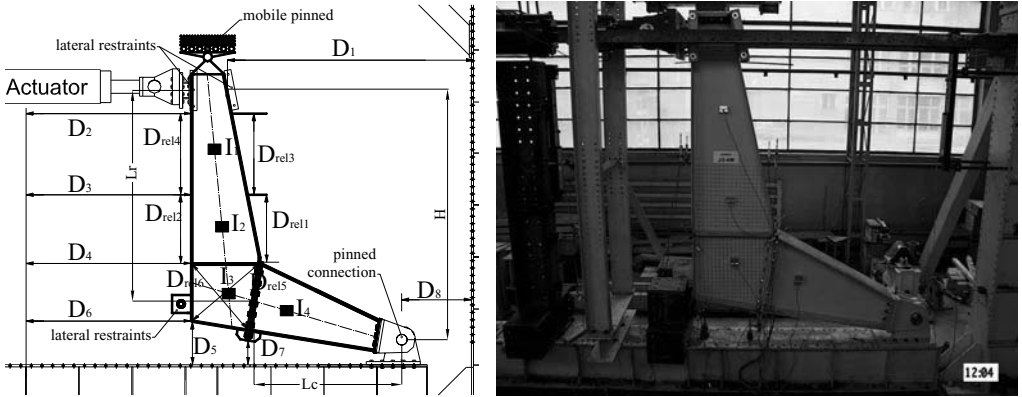 mobile pinned
lateral restraints
D1
Actuator
D2
Drel4
I1
Drel3
Lr
D3
Drel2
I2
Drel1
H
D4
pinned
connection
Drel6
I3
Drel5
D8
I4
D6
lateral restraints
D5
D7
Lc
12:04